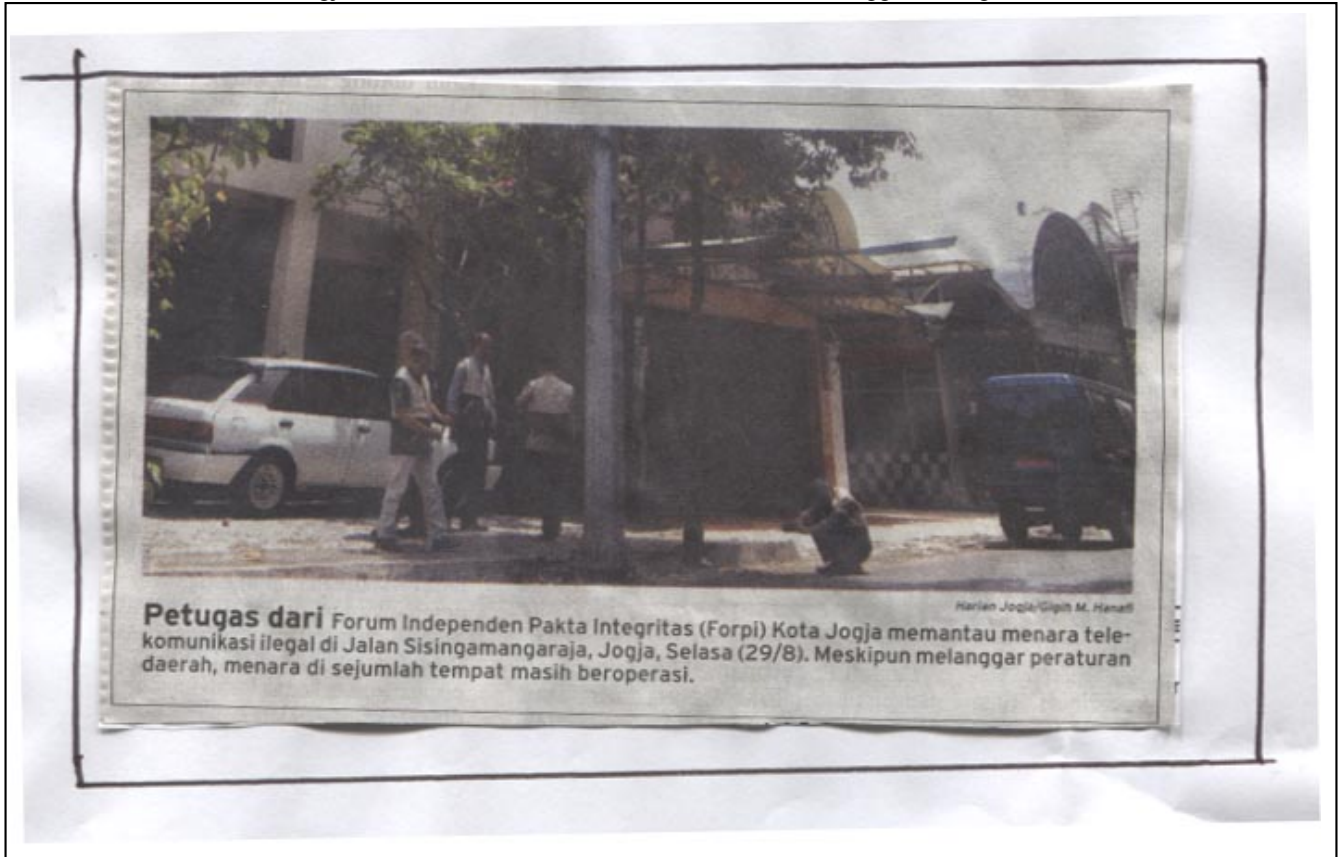 Harian Jogja/Gigih M. Hanafi
Petugas dari Forum Independen Pakta Integritas (Forpi) Kota Jogja memantau menara tele-
komunikasi ilegal di Jalan Sisingamangaraja, Jogja, Selasa (29/8). Meskipun melanggar peraturan
daerah, menara di sejumlah tempat masih beroperasi.